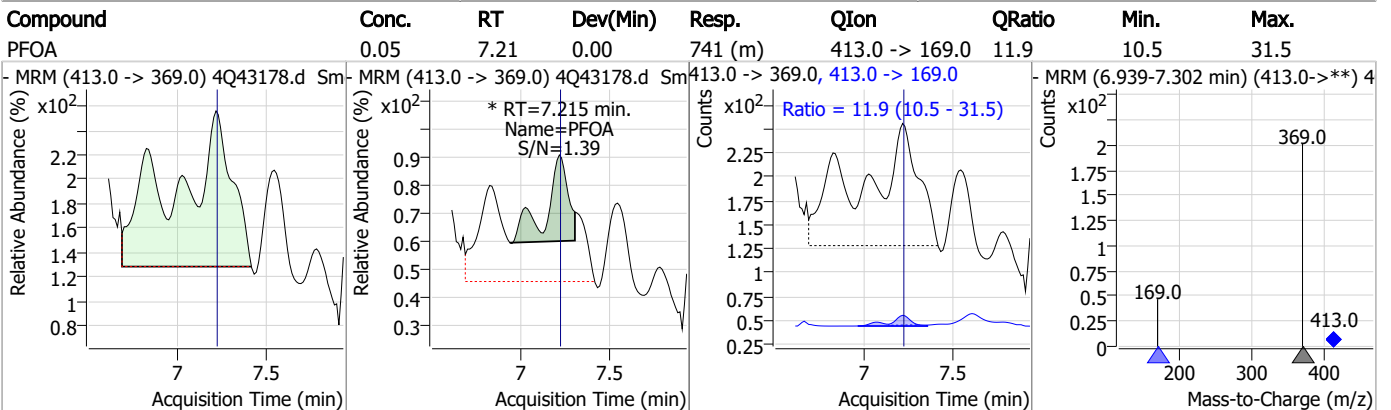 Compound Conc. RT Dev(Min) Resp. QIon QRatio Min. Max.
PFOA 0.05 7.21 0.00 741 (m) 413.0 -> 169.0 11.9 10.5 31.5
- MRM (413.0 -> 369.0) 4Q43178.d Sm
Relative Abundance (%)
x10²
2.2
2
1.8
1.6
1.4
1.2
1
0.8
7 7.5
Acquisition Time (min)
- MRM (413.0 -> 369.0) 4Q43178.d Sm
Relative Abundance (%)
x10²
* RT=7.215 min.
Name=PFOA
S/N=1.39
0.9
0.8
0.7
0.6
0.5
0.4
0.3
7 7.5
Acquisition Time (min)
413.0 -> 369.0, 413.0 -> 169.0
Counts
x10²
Ratio = 11.9 (10.5 - 31.5)
2.25
2
1.75
1.5
1.25
1
0.75
0.5
0.25
7 7.5
Acquisition Time (min)
- MRM (6.939-7.302 min) (413.0->**) 4
Counts
x10²
369.0
2
1.75
1.5
1.25
1
0.75
0.5
0.25
0
169.0
413.0
200 300 400
Mass-to-Charge (m/z)